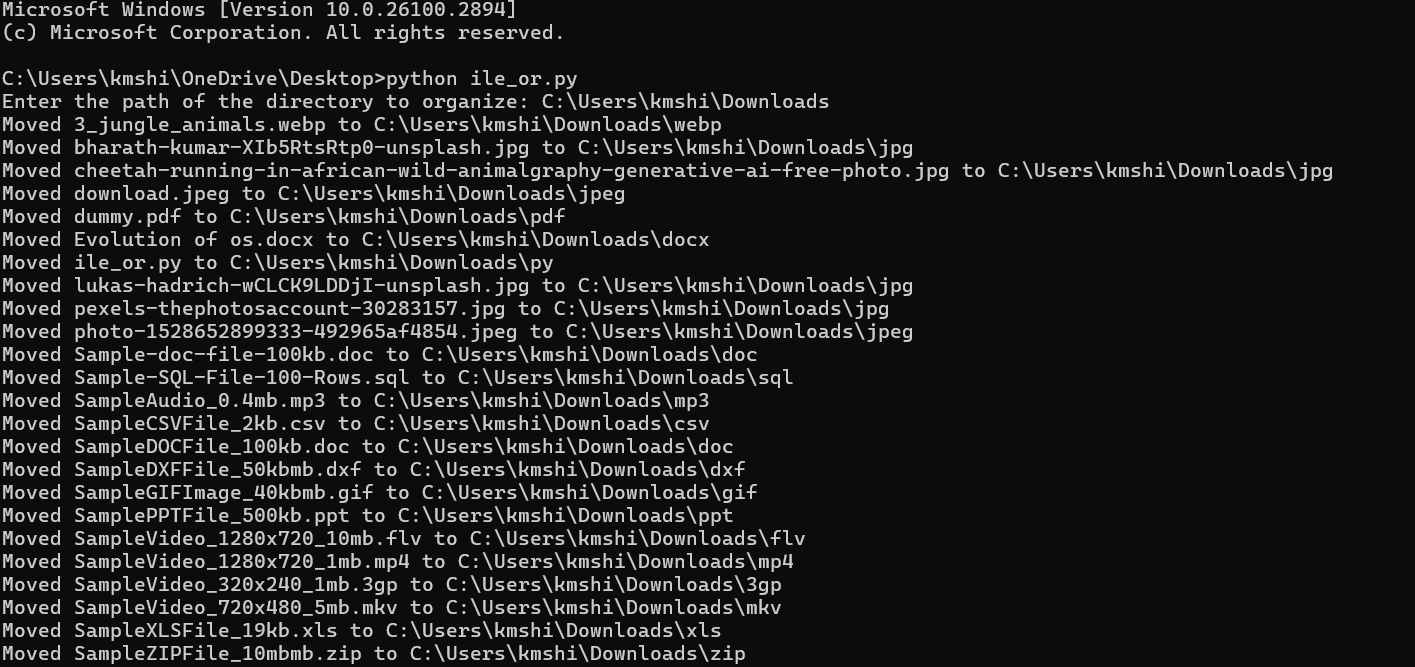 Microsoft Windows [Version 10.0.26100.2894]
(c) Microsoft Corporation. All rights reserved.
C:\Users\kmshi\OneDrive\Desktop>python ile_or.py
Enter the path of the directory to organize: C:\Users\kmshi\Downloads
Moved 3_jungle_animals.webp to C:\Users\kmshi\Downloads\webp
Moved bharath-kumar-XIb5RtsRtp0-unsplash.jpg to C:\Users\kmshi\Downloads\jpg
Moved cheetah-running-in-african-wild-animalgraphy-generative-ai-free-photo.jpg to C:\Users\kmshi\Downloads\jpg
Moved download.jpeg to C:\Users\kmshi\Downloads\jpeg
Moved dummy.pdf to C:\Users\kmshi\Downloads\pdf
Moved Evolution of os.docx to C:\Users\kmshi\Downloads\docx
Moved ile_or.py to C:\Users\kmshi\Downloads\py
Moved lukas-hadrich-wCLCK9LDDjI-unsplash.jpg to C:\Users\kmshi\Downloads\jpg
Moved pexels-thephotosaccount-30283157.jpg to C:\Users\kmshi\Downloads\jpg
Moved photo-1528652899333-492965af4854.jpeg to C:\Users\kmshi\Downloads\jpeg
Moved Sample-doc-file-100kb.doc to C:\Users\kmshi\Downloads\doc
Moved Sample-SQL-File-100-Rows.sql to C:\Users\kmshi\Downloads\sql
Moved SampleAudio_0.4mb.mp3 to C:\Users\kmshi\Downloads\mp3
Moved SampleCSVFile_2kb.csv to C:\Users\kmshi\Downloads\csv
Moved SampleDOCFile_100kb.doc to C:\Users\kmshi\Downloads\doc
Moved SampleDXFFile_50kbmb.dxf to C:\Users\kmshi\Downloads\dxf
Moved SampleGIFImage_40kbmb.gif to C:\Users\kmshi\Downloads\gif
Moved SamplePPTFile_500kb.ppt to C:\Users\kmshi\Downloads\ppt
Moved SampleVideo_1280x720_10mb.flv to C:\Users\kmshi\Downloads\flv
Moved SampleVideo_1280x720_1mb.mp4 to C:\Users\kmshi\Downloads\mp4
Moved SampleVideo_320x240_1mb.3gp to C:\Users\kmshi\Downloads\3gp
Moved SampleVideo_720x480_5mb.mkv to C:\Users\kmshi\Downloads\mkv
Moved SampleXLSFile_19kb.xls to C:\Users\kmshi\Downloads\xls
Moved SampleZIPFile_10mbmb.zip to C:\Users\kmshi\Downloads\zip